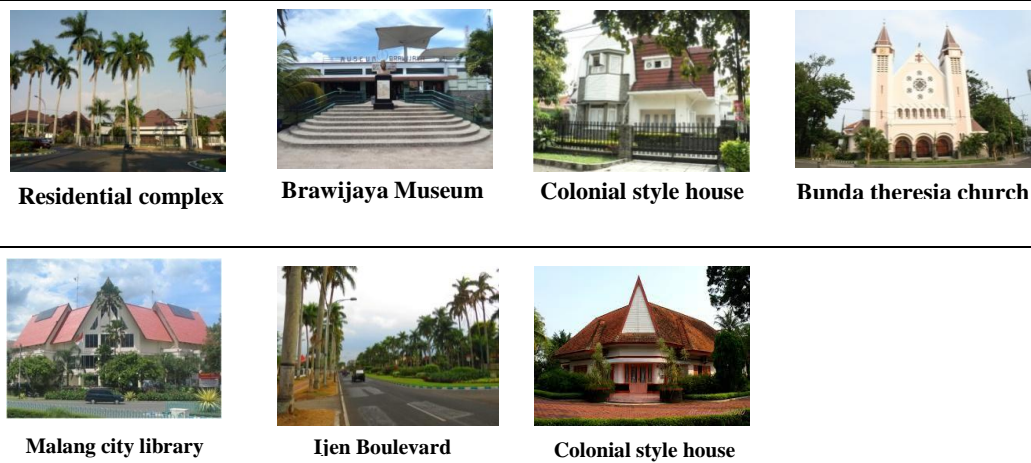 Residential complex
Brawijaya Museum
Colonial style house
Bunda theresia church
Malang city library
Ijen Boulevard
Colonial style house